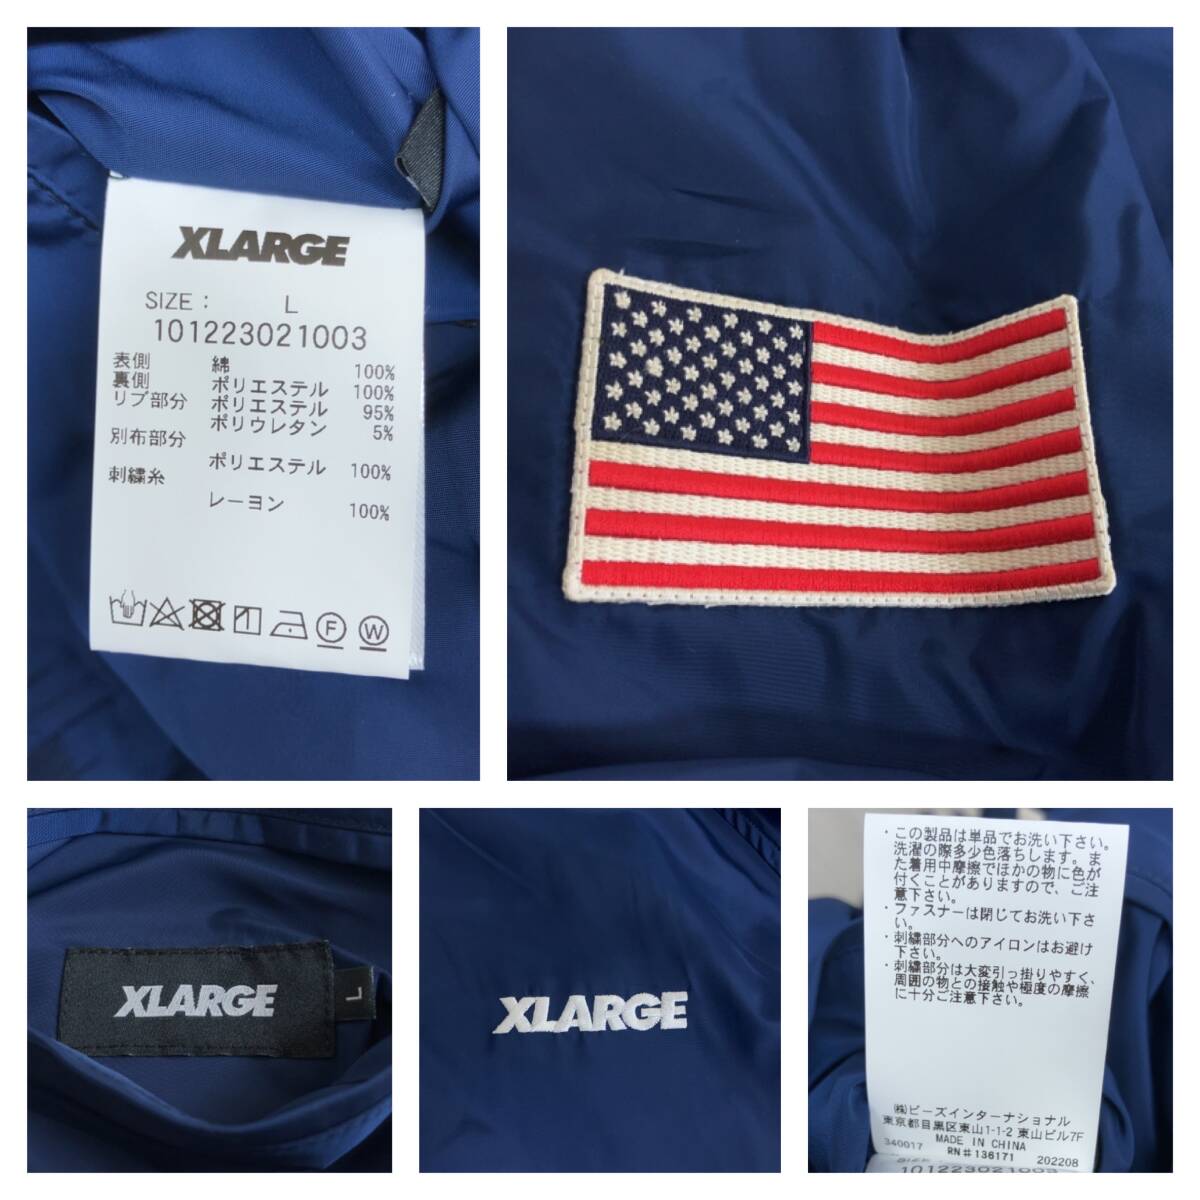 XLARGE
SIZE : L
101223021003
表側 綿 100%
裏側 ポリエステル 100%
リブ部分 ポリエステル 95%
ポリウレタン 5%
別布部分 ポリエステル 100%
刺繍糸 レーヨン 100%
F
W
XLARGE
L
XLARGE
・この製品は単品でお洗い下さい。
洗濯の際多少色落ちします。ま
た着用中摩擦でほかの物に色が
付くことがありますので、ご注
意下さい。
・ファスナーは閉じてお洗い下さ
い。
・刺繍部分へのアイロンはお避け
下さい。
・刺繍部分は大変引っ掛りやすく、
周囲の物との接触や極度の摩擦
に十分ご注意下さい。
㈱ビーズインターナショナル
東京都目黒区東山1-1-2 東山ビル7F
MADE IN CHINA
340017 RN#136171 202208
101223021003